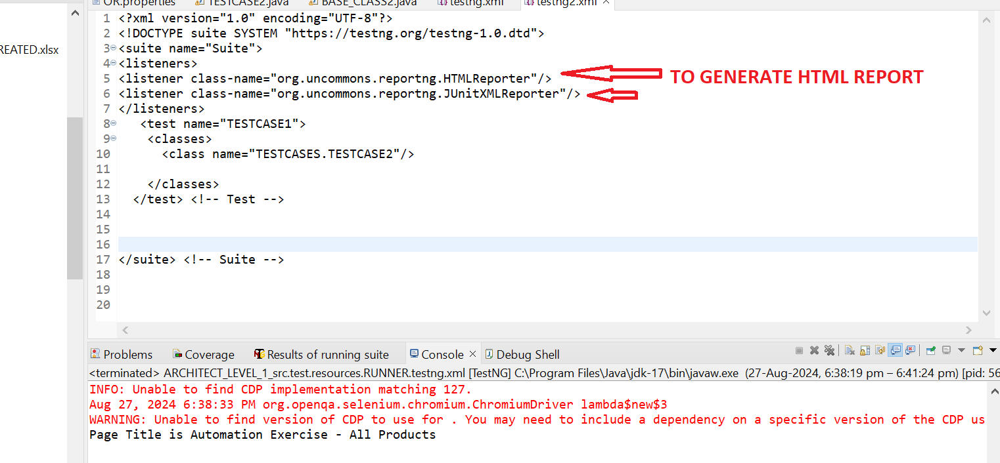 OR.properties TESTCASE2.java BASE_CLASS2.java testng.xml testng2.xml
REATED.xlsx
1 <?xml version="1.0" encoding="UTF-8"?>
2 <!DOCTYPE suite SYSTEM "https://testng.org/testng-1.0.dtd">
3 <suite name="Suite">
4 <listeners>
5 <listener class-name="org.uncommons.reportng.HTMLReporter"/>
TO GENERATE HTML REPORT
6 <listener class-name="org.uncommons.reportng.JUnitXMLReporter"/>
7 </listeners>
8 <test name="TESTCASE1">
9 <classes>
10 <class name="TESTCASES.TESTCASE2"/>
11
12 </classes>
13 </test> <!-- Test -->
14
15
16
17 </suite> <!-- Suite -->
18
19
20
Problems Coverage Results of running suite Console Debug Shell
<terminated> ARCHITECT_LEVEL_1_src.test.resources.RUNNER.testng.xml [TestNG] C:\Program Files\Java\jdk-17\bin\javaw.exe (27-Aug-2024, 6:38:19 pm – 6:41:24 pm) [pid: 56
INFO: Unable to find CDP implementation matching 127.
Aug 27, 2024 6:38:33 PM org.openqa.selenium.chromium.ChromiumDriver lambda$new$3
WARNING: Unable to find version of CDP to use for . You may need to include a dependency on a specific version of the CDP us
Page Title is Automation Exercise - All Products